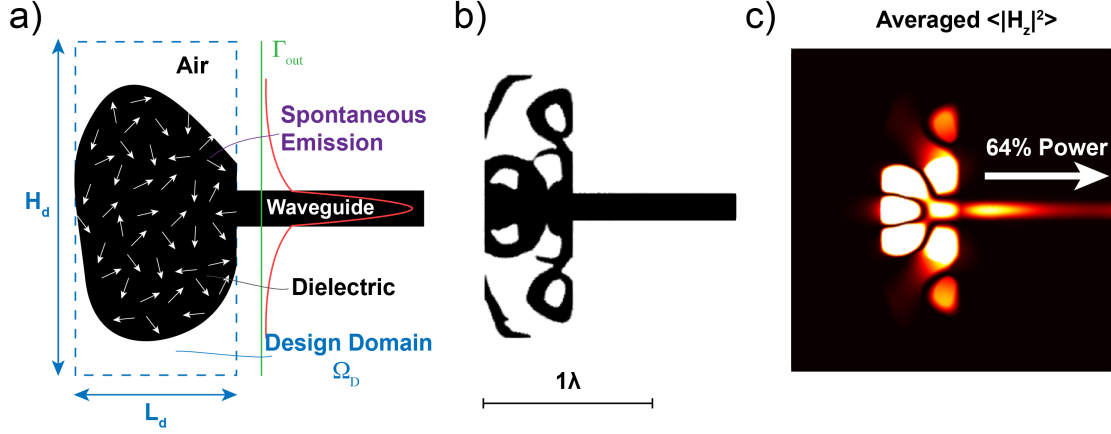 a)
Γout
Air
Spontaneous
Emission
Hd
Waveguide
Dielectric
Design Domain
ΩD
Ld
b)
1λ
c)
Averaged <|Hz|²>
64% Power